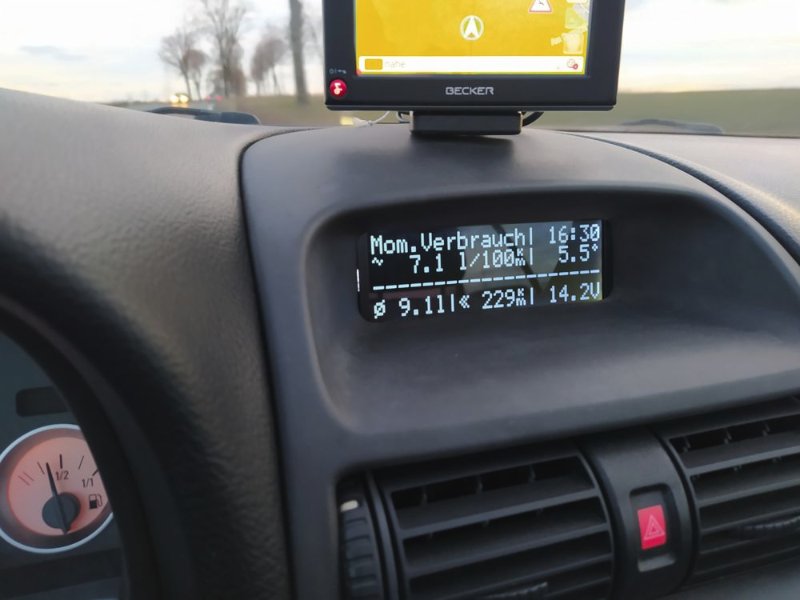 nahe
BECKER
Mom.Verbrauch| 16:30
~ 7.1 l/100km| 5.5°
ø 9.1l|« 229km| 14.2V
1/2
1/1